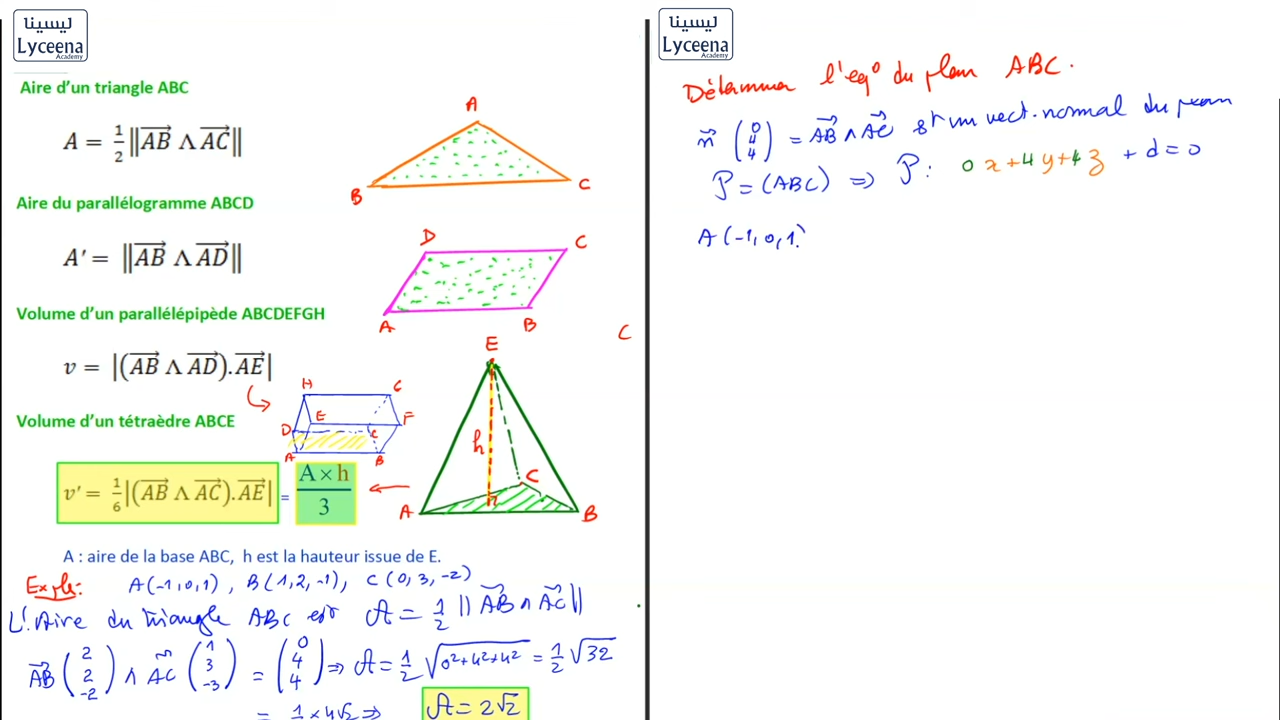 ليسينا
Lyceena
Academy
Aire d'un triangle ABC
A = 1/2 ||AB Λ AC||
A
B
C
Aire du parallélogramme ABCD
A' = ||AB Λ AD||
D
C
A
B
Volume d'un parallélépipède ABCDEFGH
v = |(AB Λ AD).AE|
C
H
G
E
F
D
C
A
B
Volume d'un tétraèdre ABCE
v' = 1/6 |(AB Λ AC).AE| = A × h / 3
E
h
C
A
B
A : aire de la base ABC, h est la hauteur issue de E.
Exple: A(-1,0,1), B(1,2,-1), C(0,3,-2)
L'Aire du triangle ABC est A = 1/2 ||AB ∧ AC||
AB (2 2 -2) ∧ AC (1 3 -3) = (0 4 4) ⇒ A = 1/2 √(0²+4²+4²) = 1/2 √32
= 1/2 × 4√2 ⇒ A = 2√2
ليسينا
Lyceena
Academy
Détermner l'eq° du plan ABC.
n (0 4 4) = AB ∧ AC st un vect. normal du
P = (ABC) ⇒ P: 0x + 4y + 4z + d = 0
A(-1,0,1)